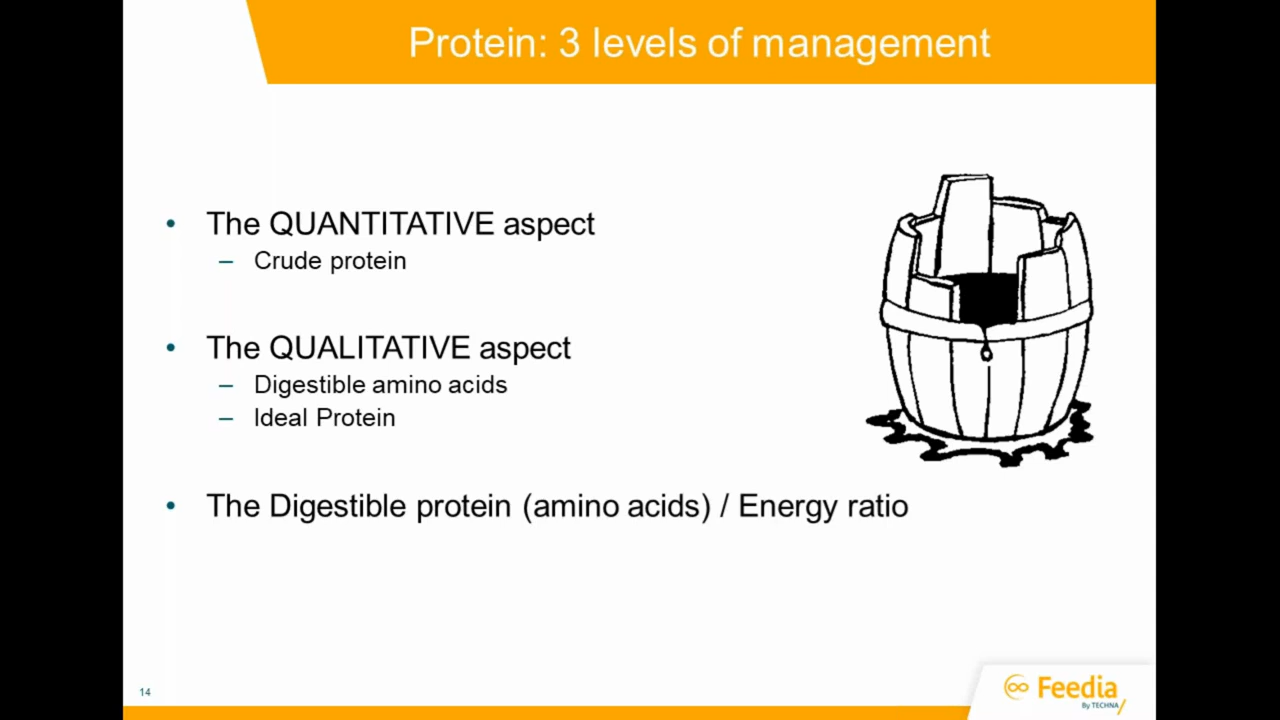 Protein: 3 levels of management
• The QUANTITATIVE aspect
– Crude protein
• The QUALITATIVE aspect
– Digestible amino acids
– Ideal Protein
• The Digestible protein (amino acids) / Energy ratio
14
Feedia
By TECHNA